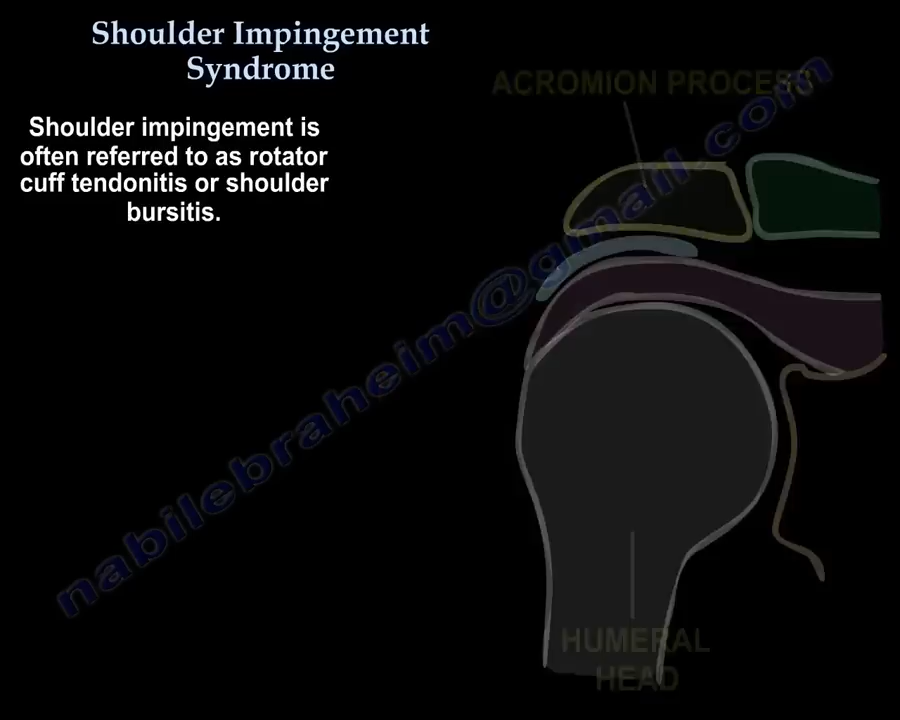 Shoulder Impingement
Syndrome
Shoulder impingement is
often referred to as rotator
cuff tendonitis or shoulder
bursitis.
ACROMION PROCESS
nabilebraheim@gmail.com
HUMERAL
HEAD